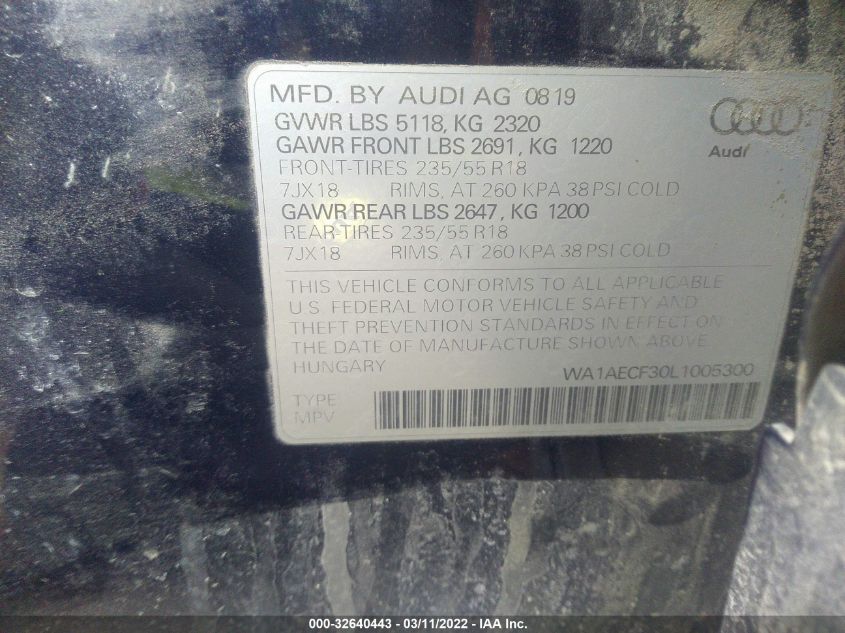 MFD. BY AUDI AG 0819
GVWR LBS 5118, KG 2320
GAWR FRONT LBS 2691, KG 1220
FRONT-TIRES 235/55 R18
7JX18 RIMS, AT 260 KPA 38 PSI COLD
GAWR REAR LBS 2647, KG 1200
REAR-TIRES 235/55 R18
7JX18 RIMS, AT 260 KPA 38 PSI COLD
Audi
THIS VEHICLE CONFORMS TO ALL APPLICABLE
U.S. FEDERAL MOTOR VEHICLE SAFETY AND
THEFT PREVENTION STANDARDS IN EFFECT ON
THE DATE OF MANUFACTURE SHOWN ABOVE
HUNGARY WA1AECF30L1005300
TYPE
MPV
000-32640443 - 03/11/2022 - IAA Inc.